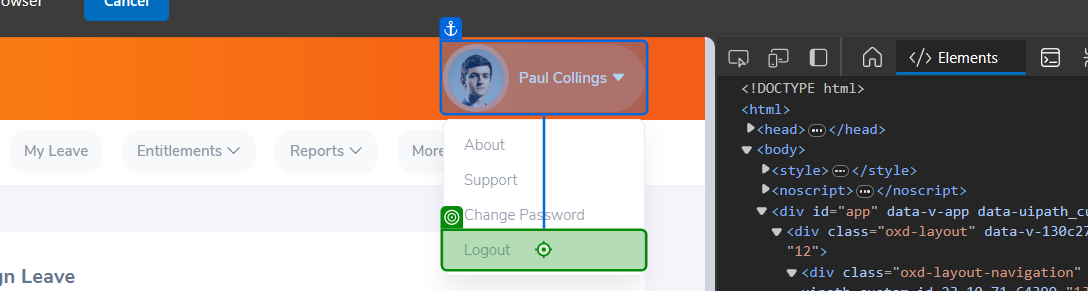 Cancel
Paul Collings
Elements
<!DOCTYPE html>
<html>
<head> ... </head>
<body>
<style> ... </style>
<noscript> ... </noscript>
<div id="app" data-v-app data-uipath_cu
<div class="oxd-layout" data-v-130c27
"12">
<div class="oxd-layout-navigation"
My Leave
Entitlements
Reports
More
About
Support
Change Password
Logout
gn Leave